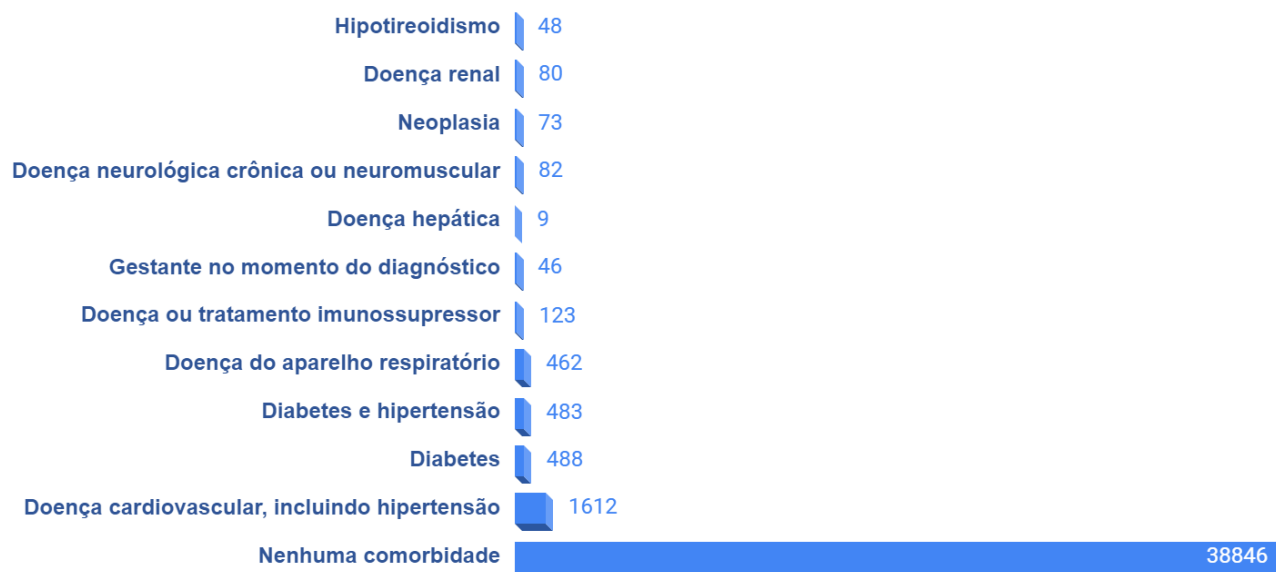 Hipotireoidismo 48
Doença renal 80
Neoplasia 73
Doença neurológica crônica ou neuromuscular 82
Doença hepática 9
Gestante no momento do diagnóstico 46
Doença ou tratamento imunossupressor 123
Doença do aparelho respiratório 462
Diabetes e hipertensão 483
Diabetes 488
Doença cardiovascular, incluindo hipertensão 1612
Nenhuma comorbidade 38846